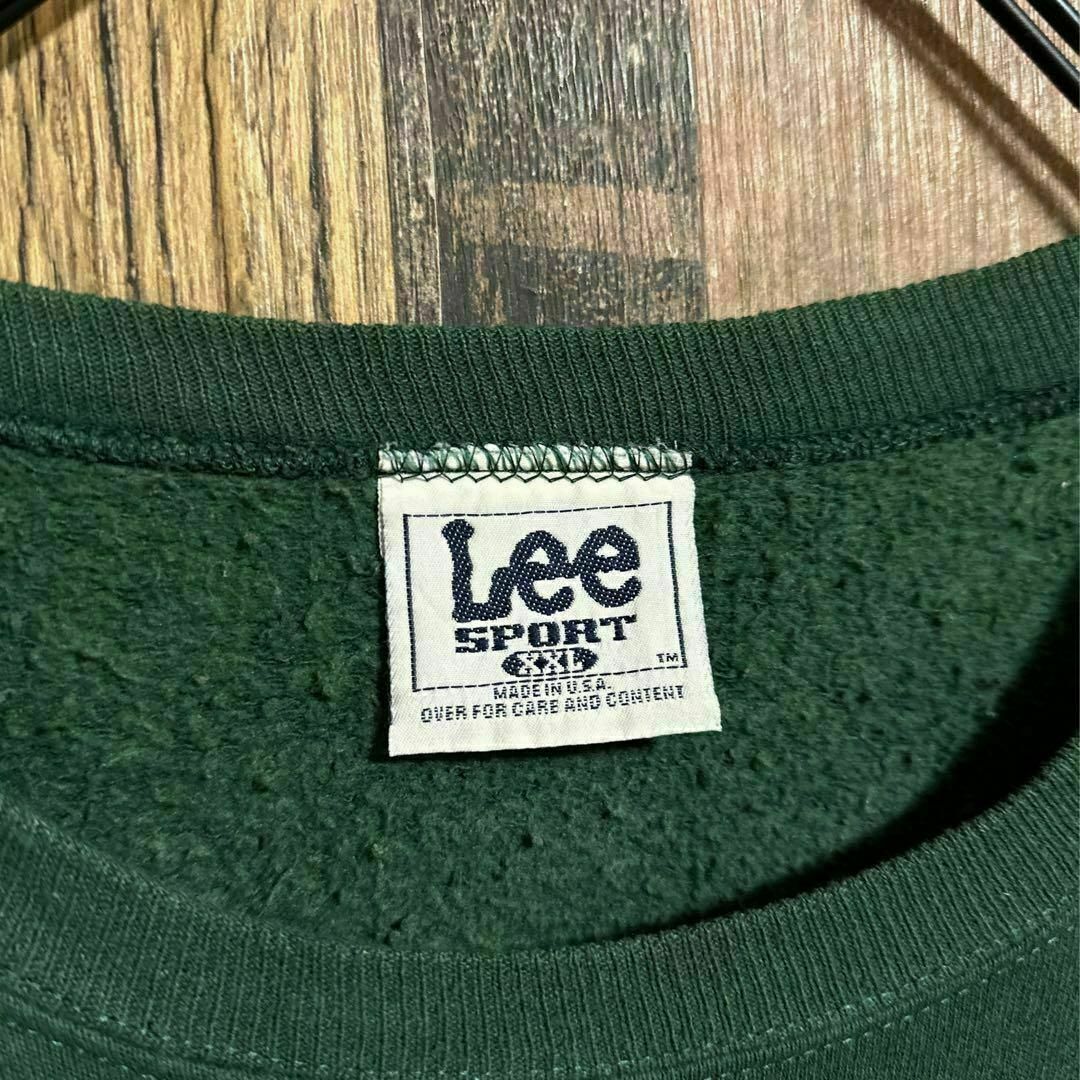 Lee
SPORT
XXL
TM
MADE IN U.S.A.
OVER FOR CARE AND CONTENT